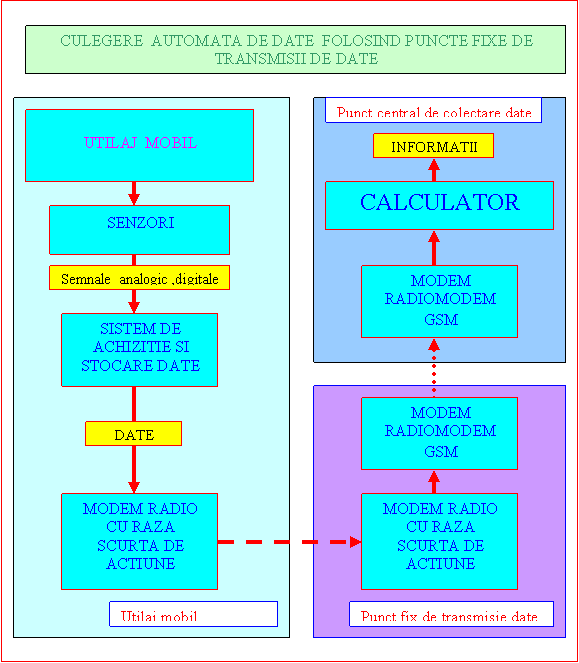 CULEGERE AUTOMATA DE DATE FOLOSIND PUNCTE FIXE DE
TRANSMISII DE DATE
UTILAJ MOBIL
SENZORI
Semnale analogic ,digitale
SISTEM DE
ACHIZITIE SI
STOCARE DATE
DATE
MODEM RADIO
CU RAZA
SCURTA DE
ACTIUNE
Utilaj mobil
Punct central de colectare date
INFORMATII
CALCULATOR
MODEM
RADIOMODEM
GSM
MODEM
RADIOMODEM
GSM
MODEM RADIO
CU RAZA
SCURTA DE
ACTIUNE
Punct fix de transmisie date